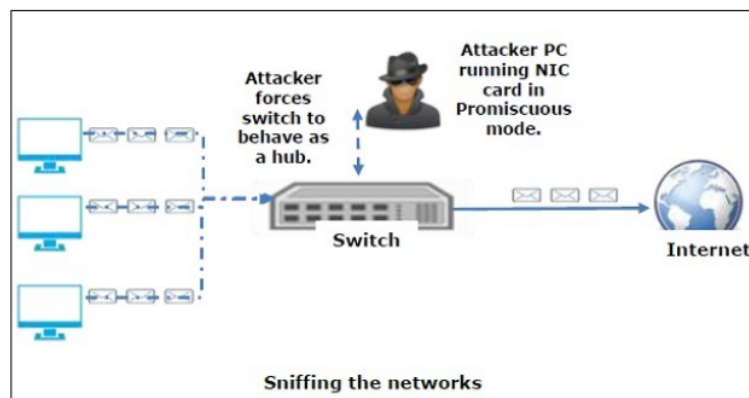 Attacker
forces
switch to
behave as
a hub.
Attacker PC
running NIC
card in
Promiscuous
mode.
Switch
Internet
Sniffing the networks